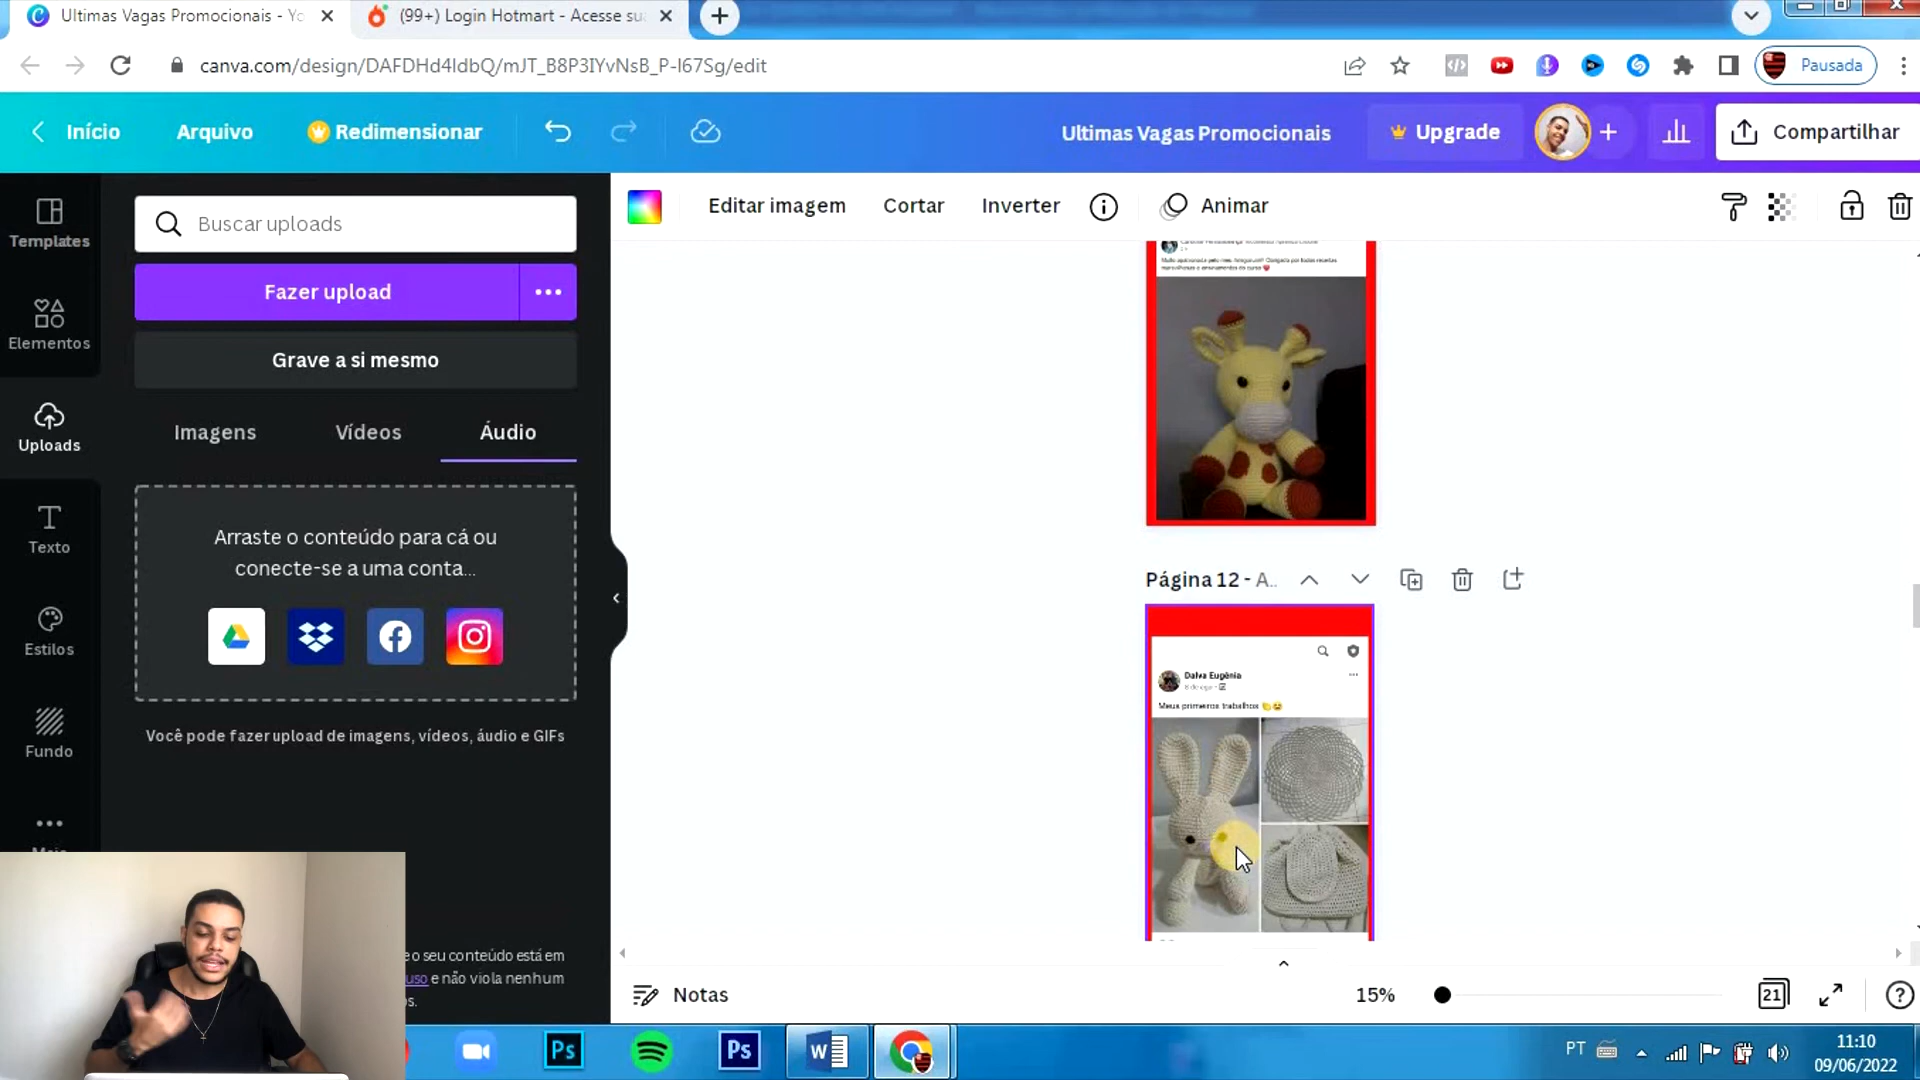 Ultimas Vagas Promocionais - Yo
(99+) Login Hotmart - Acesse sua
canva.com/design/DAFDHd4ldbQ/mJT_B8P3IYvNsB_P-I67Sg/edit
Pausada
Início
Arquivo
Redimensionar
Ultimas Vagas Promocionais
Upgrade
Compartilhar
Templates
Elementos
Uploads
Texto
Estilos
Fundo
Buscar uploads
Fazer upload
Grave a si mesmo
Imagens
Vídeos
Áudio
Arraste o conteúdo para cá ou
conecte-se a uma conta...
Você pode fazer upload de imagens, vídeos, áudio e GIFs
e o seu conteúdo está em
uso e não viola nenhum
os.
Editar imagem
Cortar
Inverter
Animar
Página 12 - A..
Dalva Eugênia
Meus primeiros trabalhos
Notas
15%
21
Ps
Ps
W
PT
11:10
09/06/2022